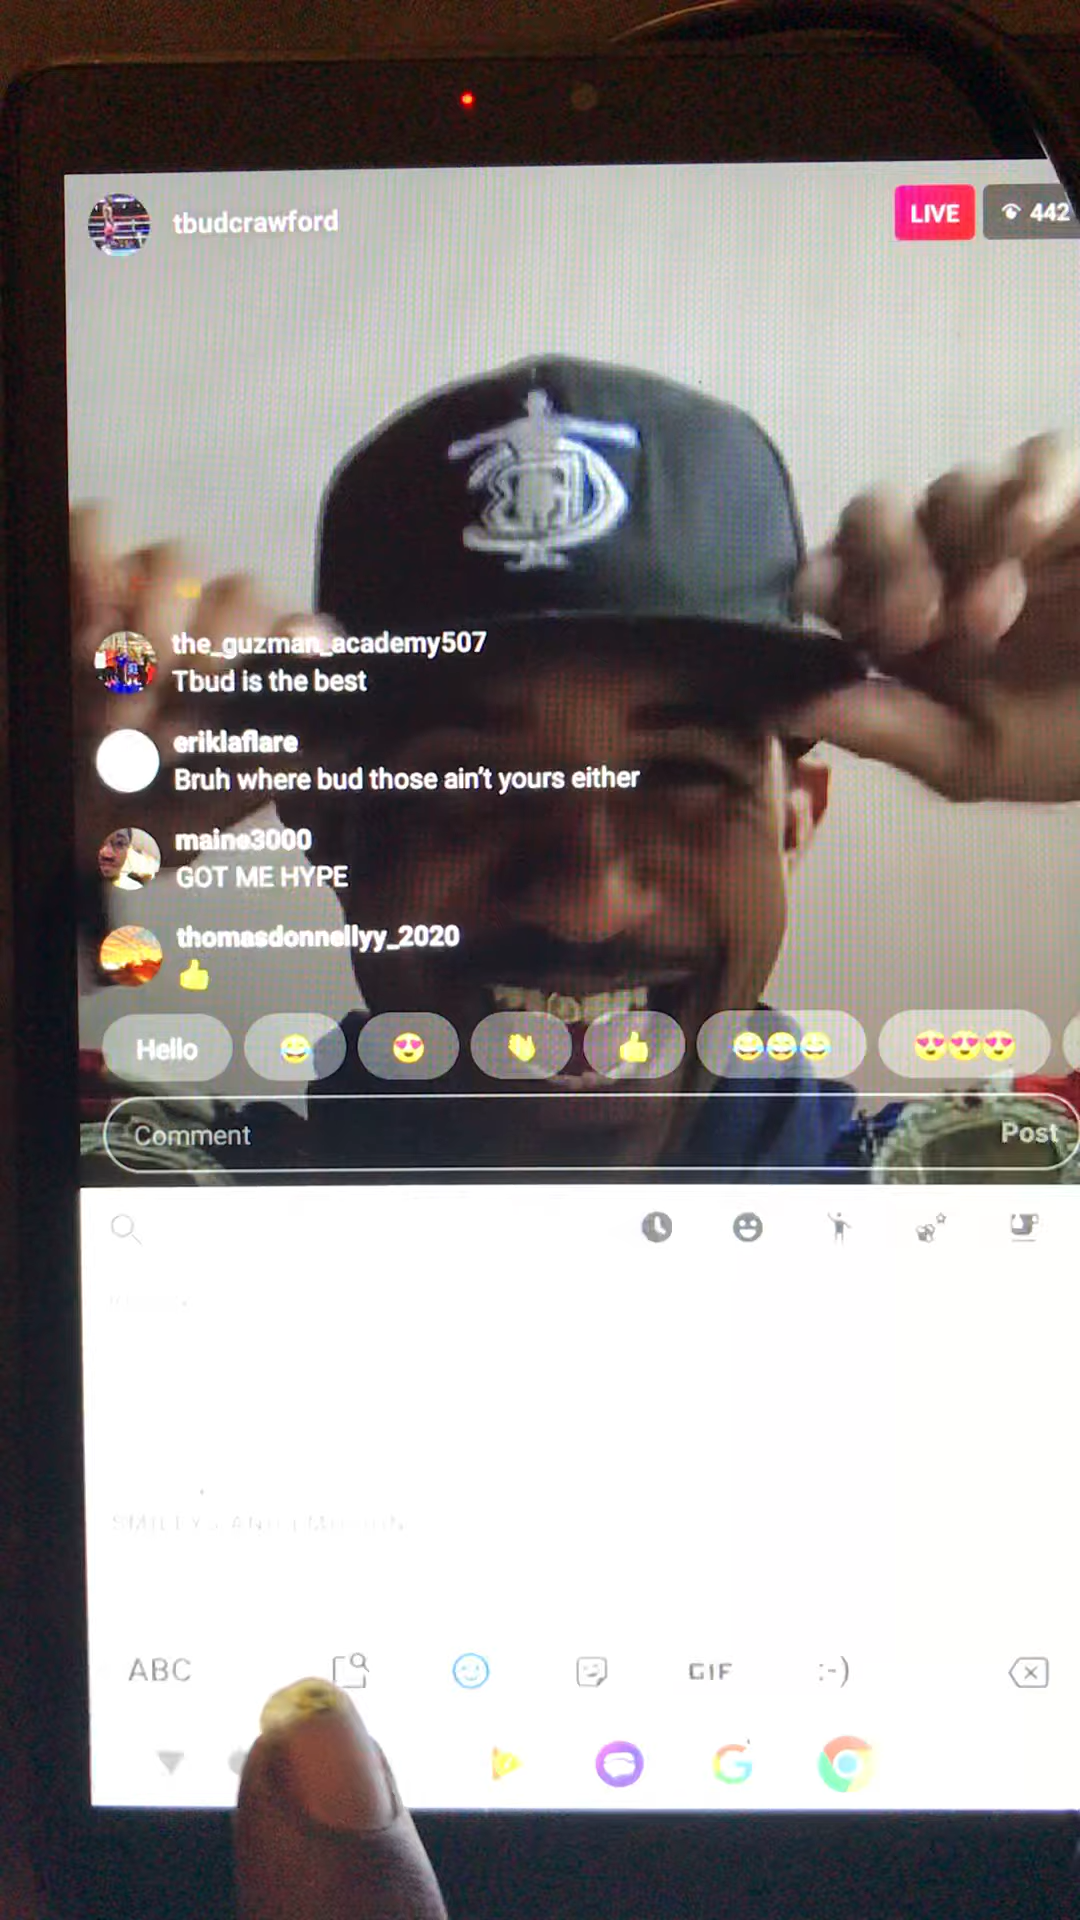 tbudcrawford
LIVE
442
the_guzman_academy507
Tbud is the best
eriklaflare
Bruh where bud those ain't yours either
maine3000
GOT ME HYPE
thomasdonnellyy_2020
👍
Hello
😂
😍
👏
👍
😂😂😂
😍😍😍
Comment
Post
ABC
GIF
:-)